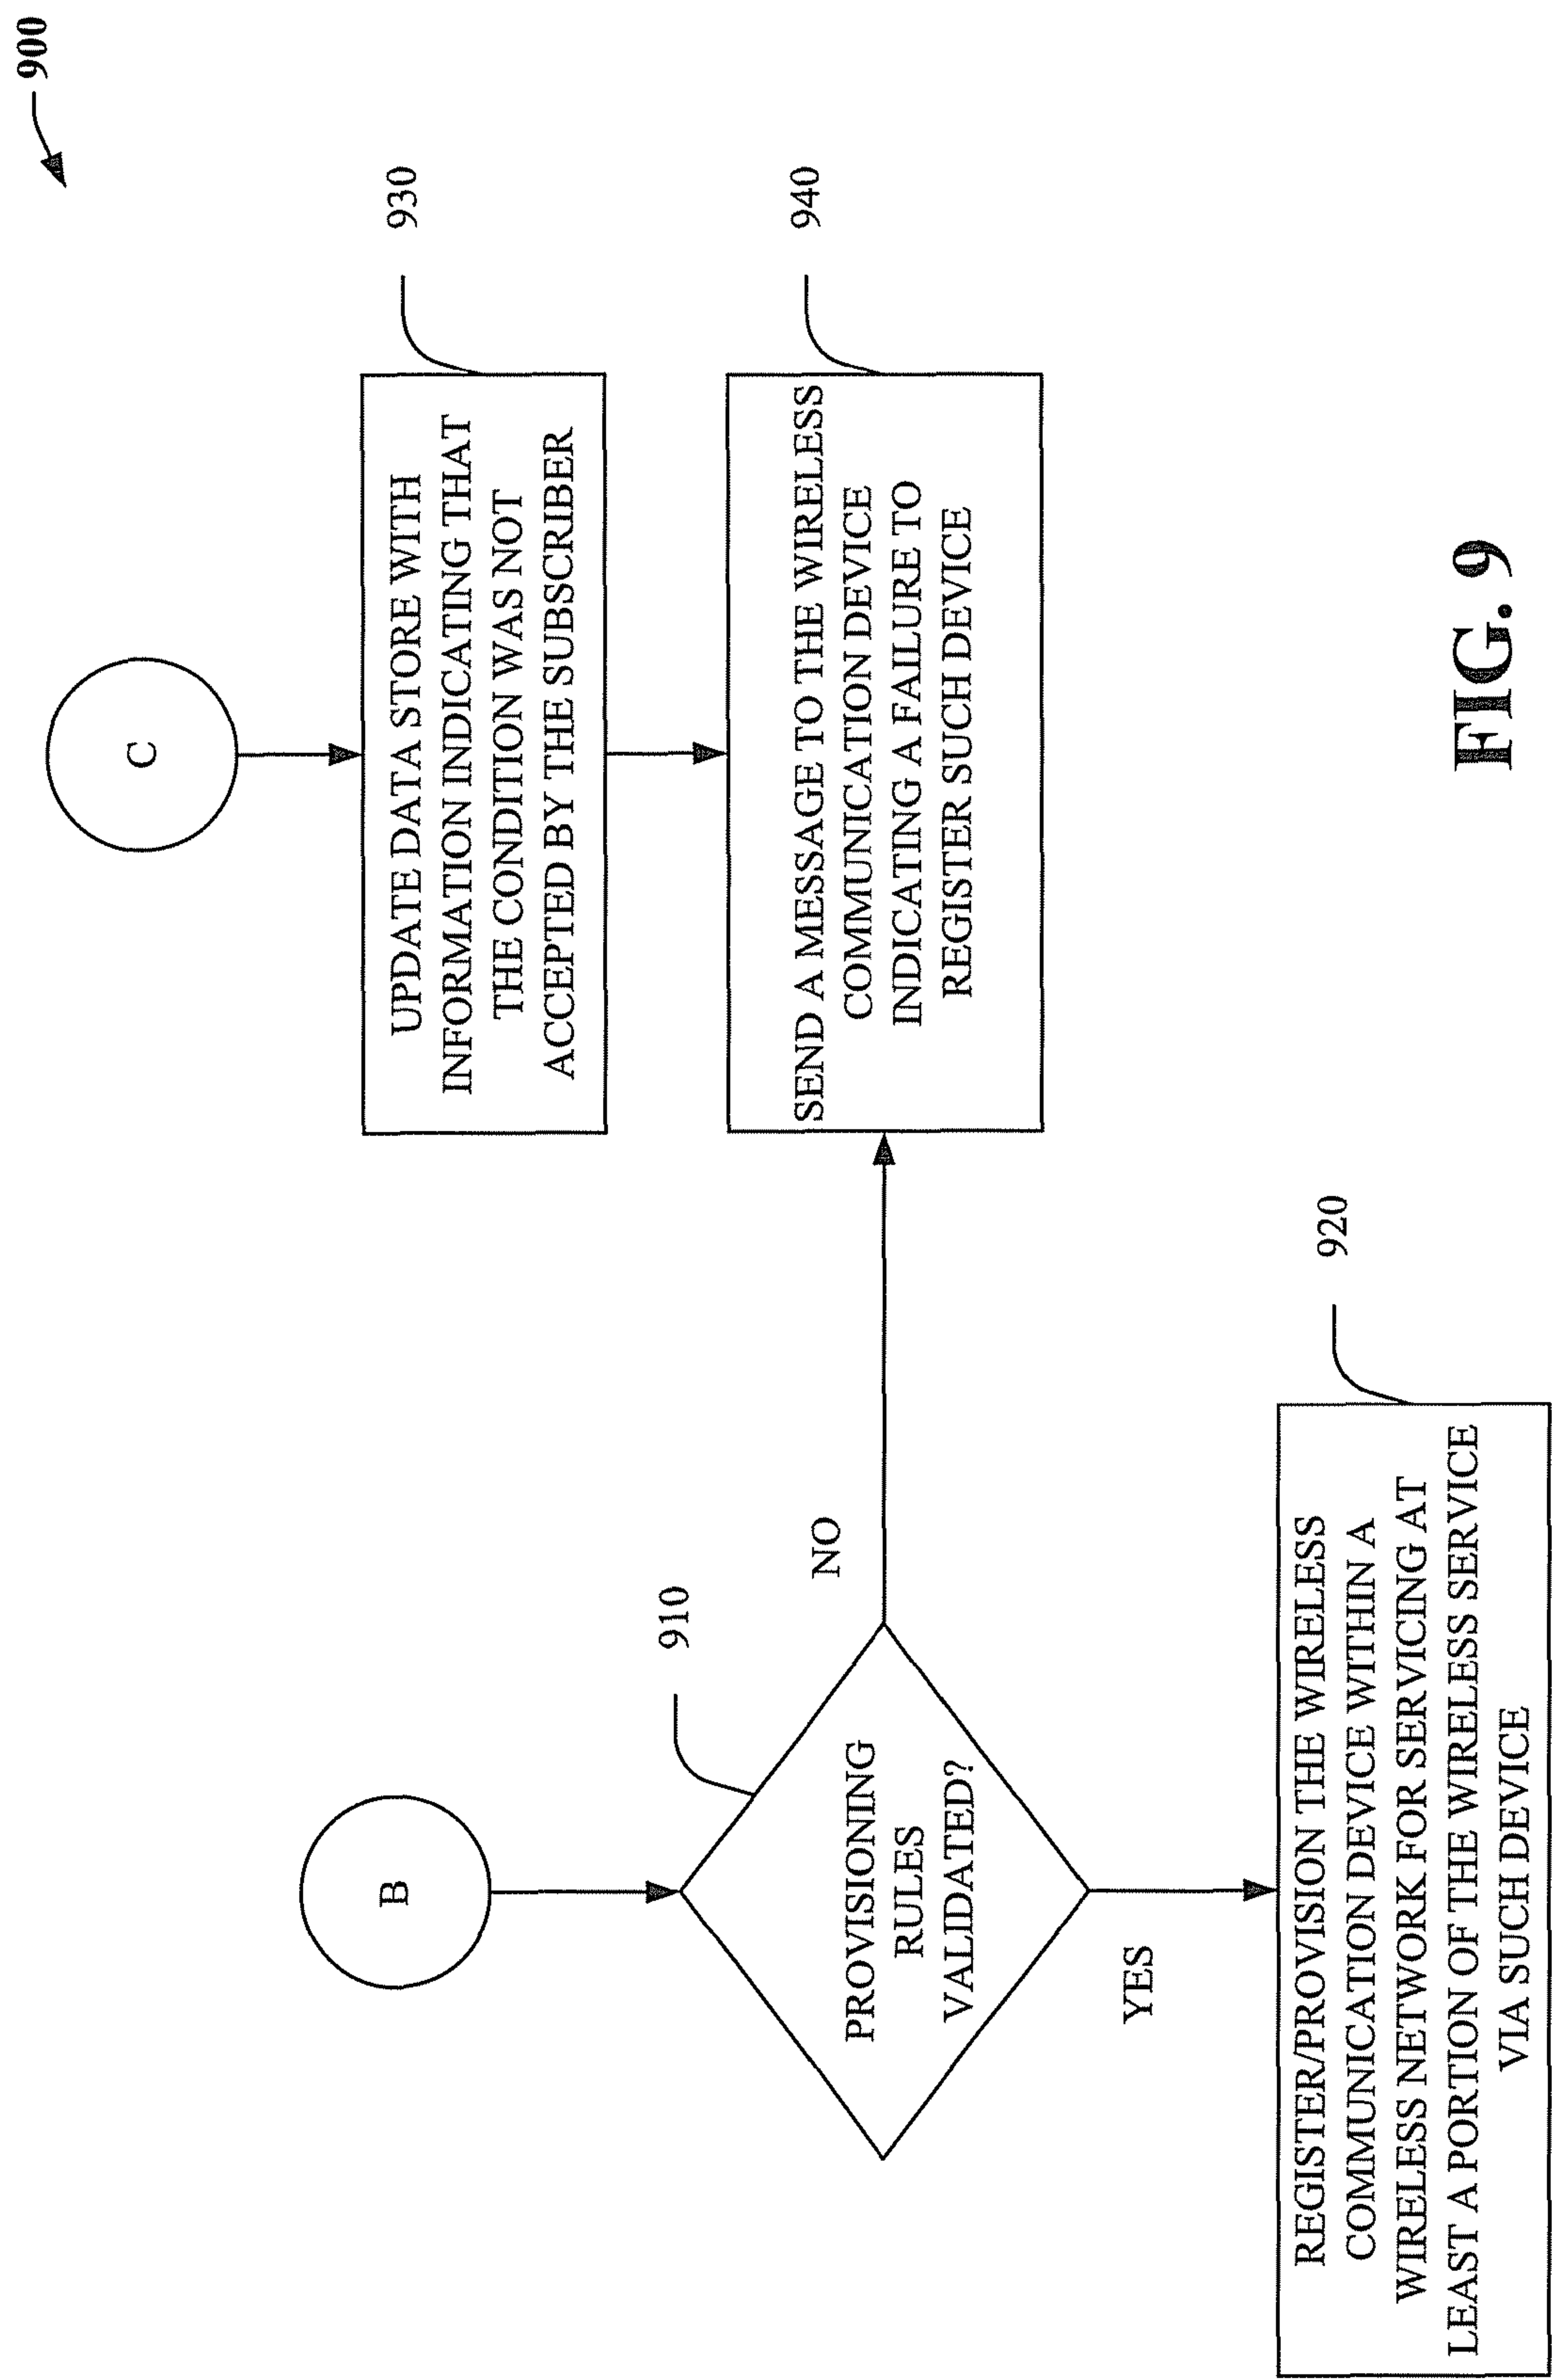 900
C
930
UPDATE DATA STORE WITH
INFORMATION INDICATING THAT
THE CONDITION WAS NOT
ACCEPTED BY THE SUBSCRIBER
B
910
PROVISIONING
RULES
VALIDATED?
NO
940
SEND A MESSAGE TO THE WIRELESS
COMMUNICATION DEVICE
INDICATING A FAILURE TO
REGISTER SUCH DEVICE
YES
920
REGISTER/PROVISION THE WIRELESS
COMMUNICATION DEVICE WITHIN A
WIRELESS NETWORK FOR SERVICING AT
LEAST A PORTION OF THE WIRELESS SERVICE
VIA SUCH DEVICE
FIG. 9